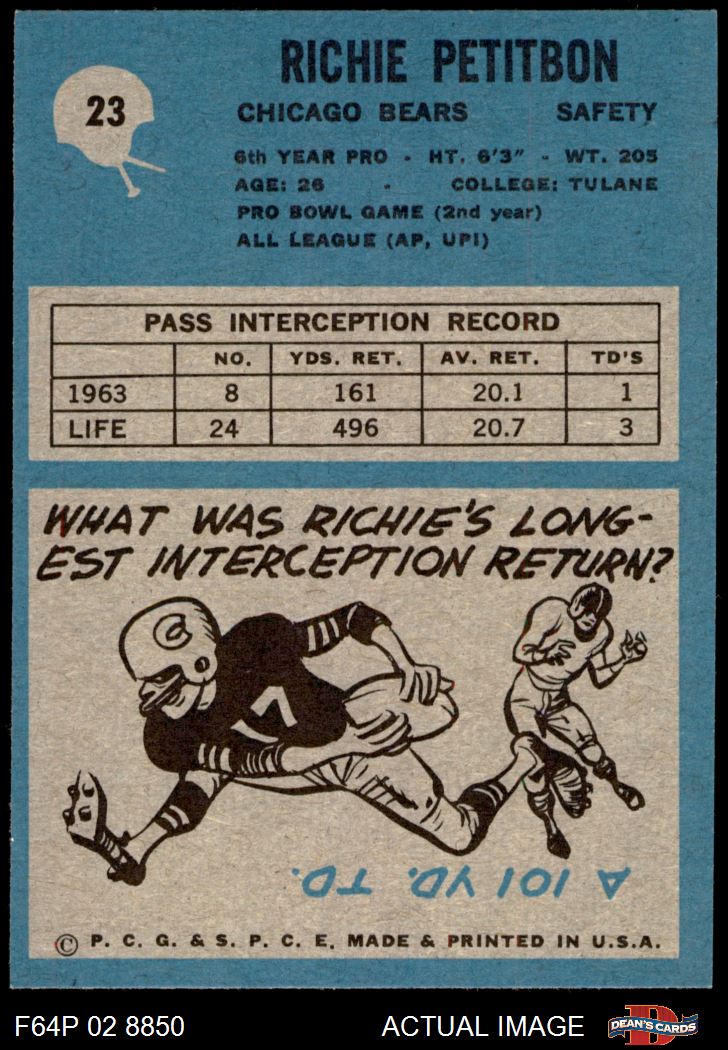 23
RICHIE PETITBON
CHICAGO BEARS SAFETY
6th YEAR PRO - HT. 6'3" - WT. 205
AGE: 26 - COLLEGE: TULANE
PRO BOWL GAME (2nd year)
ALL LEAGUE (AP, UPI)
PASS INTERCEPTION RECORD
NO. YDS. RET. AV. RET. TD'S
1963 8 161 20.1 1
LIFE 24 496 20.7 3
WHAT WAS RICHIE'S LONG-
EST INTERCEPTION RETURN?
C
17
A 101 YD. TD.
© P. C. G. & S. P. C. E. MADE & PRINTED IN U.S.A.
F64P 02 8850 ACTUAL IMAGE D DEAN'S CARDS